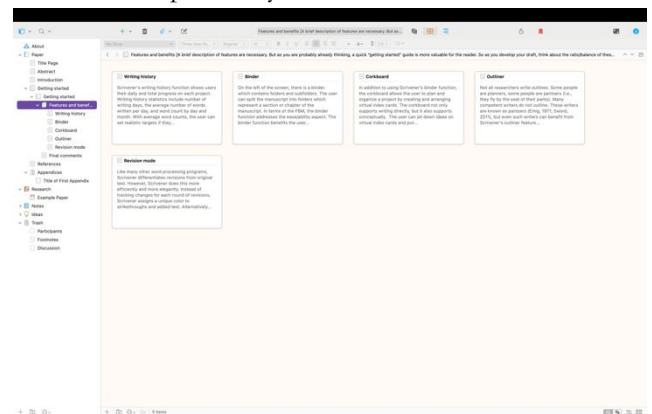 Features and benefits [A brief description of features are necessary. But as...
About
Paper
Title Page
Abstract
Introduction
Getting started
Getting started
Features and benef...
Writing history
Binder
Corkboard
Outliner
Revision mode
Final comments
References
Appendices
Title of First Appendix
Research
Example Paper
Notes
Ideas
Trash
Participants
Footnotes
Discussion
Features and benefits [A brief description of features are necessary. But as you are probably already thinking, a quick "getting started" guide is more valuable for the reader. So as you develop your draft, think about the ratio/balance of thes...
Writing history
Scrivener's writing history function shows users
their daily and total progress on each project.
Writing history statistics include number of
writing days, the average number of words
written per day, and word count by day and
month. With average word counts, the user can
set realistic targets if they...
Binder
On the left of the screen, there is a binder
which contains folders and subfolders. The user
can split the manuscript into folders which
represent a section or chapter of the
manuscript. In terms of the FBM, the binder
function addresses the ease/ability aspect. The
binder function benefits the user...
Corkboard
In addition to using Scrivener's binder function,
the corkboard allows the user to plan and
organize a project by creating and arranging
virtual index cards. The corkboard not only
supports writing directly, but it also supports
conceptually. The user can jot down ideas on
virtual index cards and put...
Outliner
Not all researchers write outlines. Some people
are planners, some people are pantsers (i.e.,
they fly by the seat of their pants). Many
competent writers do not outline. These writers
are known as pantsers (Emig, 1971; Sword,
2017), but even such writers can benefit from
Scrivener's outliner feature...
Revision mode
Like many other word-processing programs,
Scrivener differentiates revisions from original
text. However, Scrivener does this more
efficiently and more elegantly. Instead of
tracking changes for each round of revisions,
Scrivener assigns a unique color to
strikethroughs and added text. Alternatively...
5 items